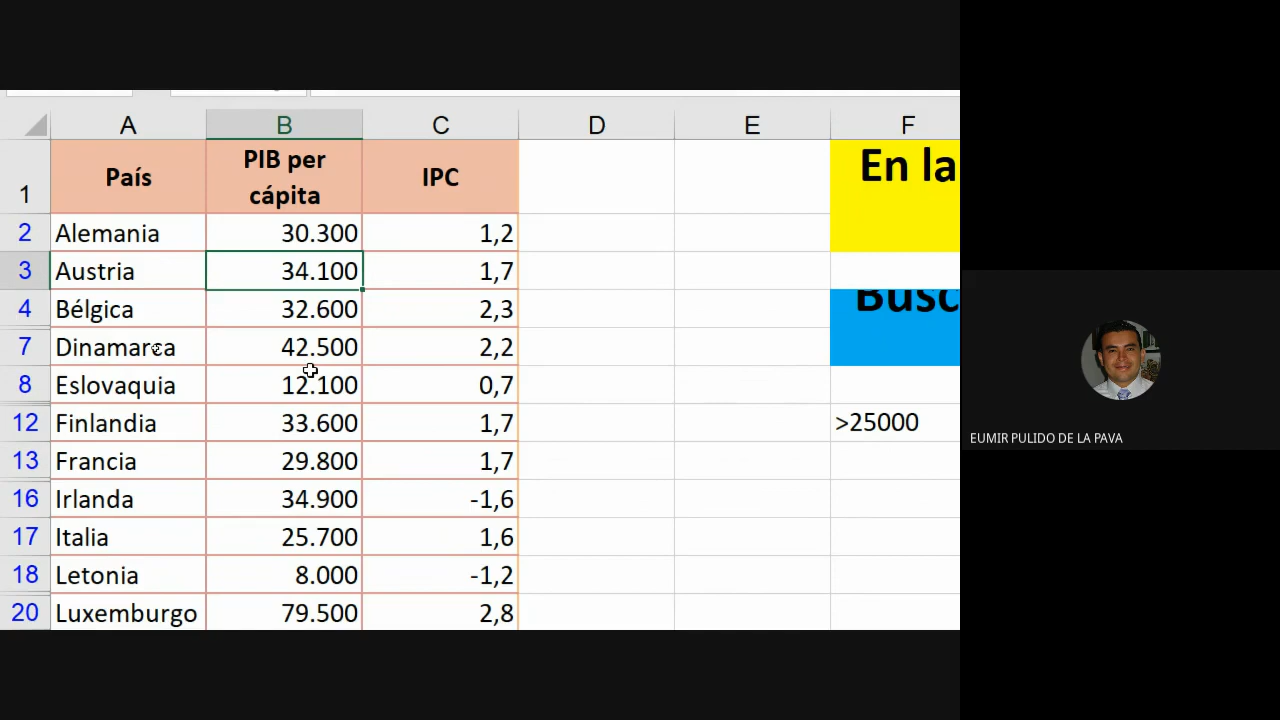 A B C D E F
1 País PIB per cápita IPC En la
2 Alemania 30.300 1,2
3 Austria 34.100 1,7
4 Bélgica 32.600 2,3 Busc
7 Dinamarca 42.500 2,2
8 Eslovaquia 12.100 0,7
12 Finlandia 33.600 1,7 >25000
13 Francia 29.800 1,7
16 Irlanda 34.900 -1,6
17 Italia 25.700 1,6
18 Letonia 8.000 -1,2
20 Luxemburgo 79.500 2,8
EUMIR PULIDO DE LA PAVA